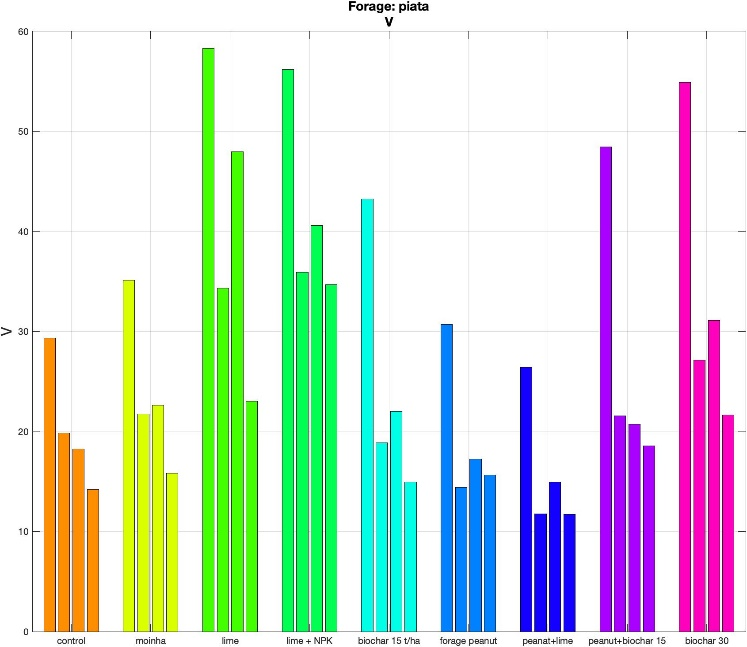 Forage: piata
V
60
50
40
30
20
10
0
V
control moinha lime lime + NPK biochar 15 t/ha forage peanut peanat+lime peanut+biochar 15 biochar 30